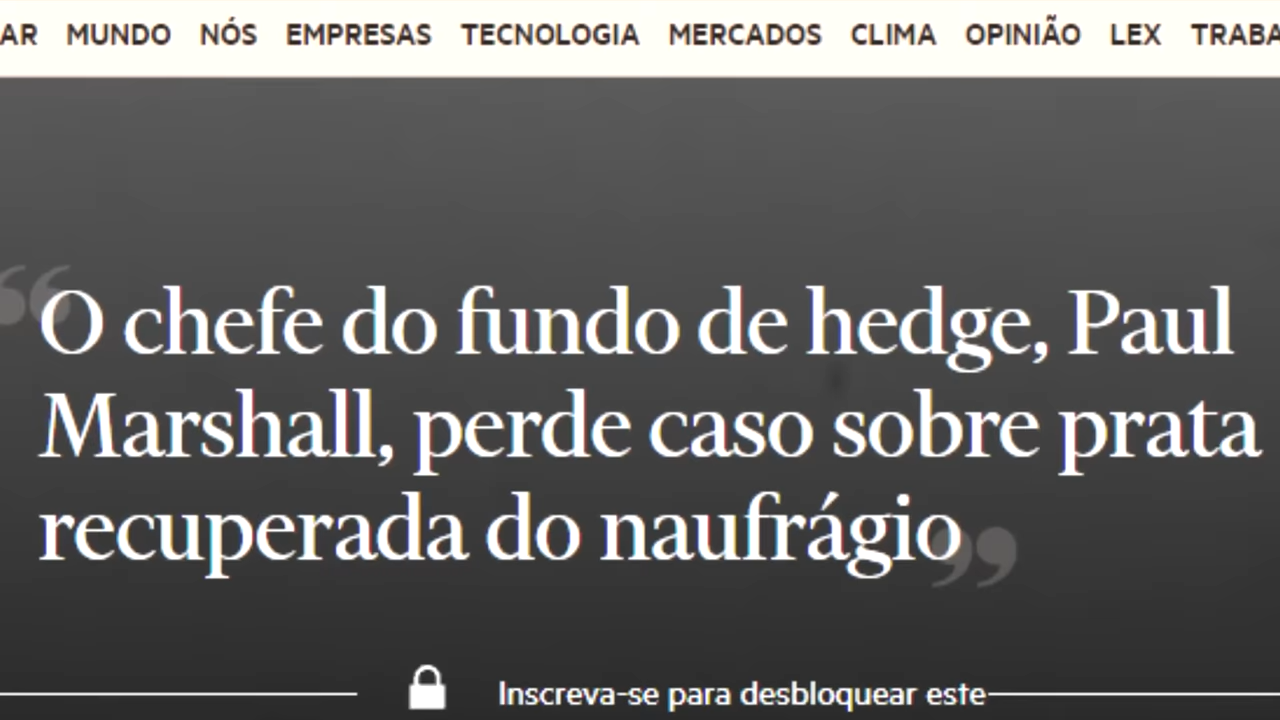 AR MUNDO NÓS EMPRESAS TECNOLOGIA MERCADOS CLIMA OPINIÃO LEX TRABA
“O chefe do fundo de hedge, Paul
Marshall, perde caso sobre prata
recuperada do naufrágio”
Inscreva-se para desbloquear este